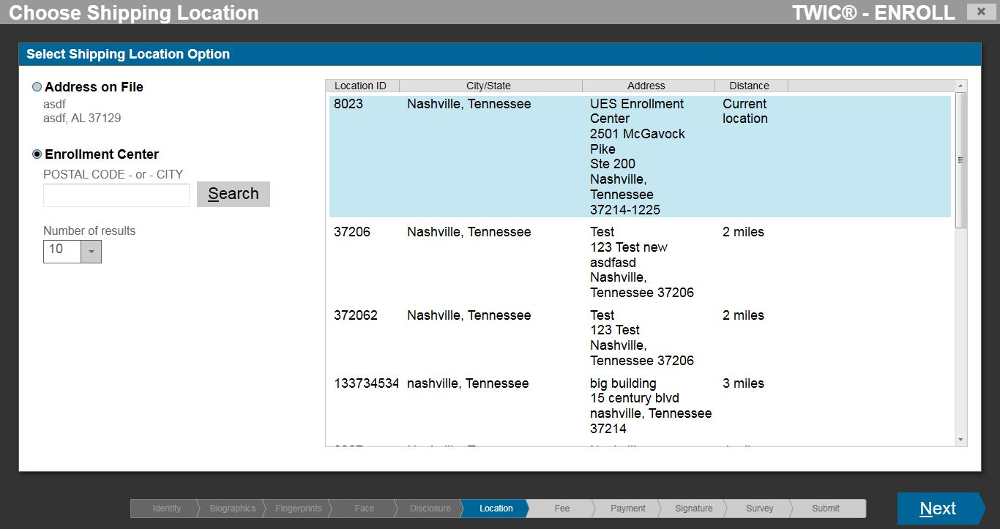 Choose Shipping Location
TWIC® - ENROLL
Select Shipping Location Option
Address on File
asdf
asdf, AL 37129
Enrollment Center
POSTAL CODE - or - CITY
Search
Number of results
10
Location ID City/State Address Distance
8023 Nashville, Tennessee UES Enrollment Current
Center location
2501 McGavock
Pike
Ste 200
Nashville,
Tennessee
37214-1225
37206 Nashville, Tennessee Test 2 miles
123 Test new
asdfasd
Nashville,
Tennessee 37206
372062 Nashville, Tennessee Test 2 miles
123 Test
Nashville,
Tennessee 37206
133734534 nashville, Tennessee big building 3 miles
15 century blvd
nashville, Tennessee
37214
Identity Biographics Fingerprints Face Disclosure Location Fee Payment Signature Survey Submit
Next